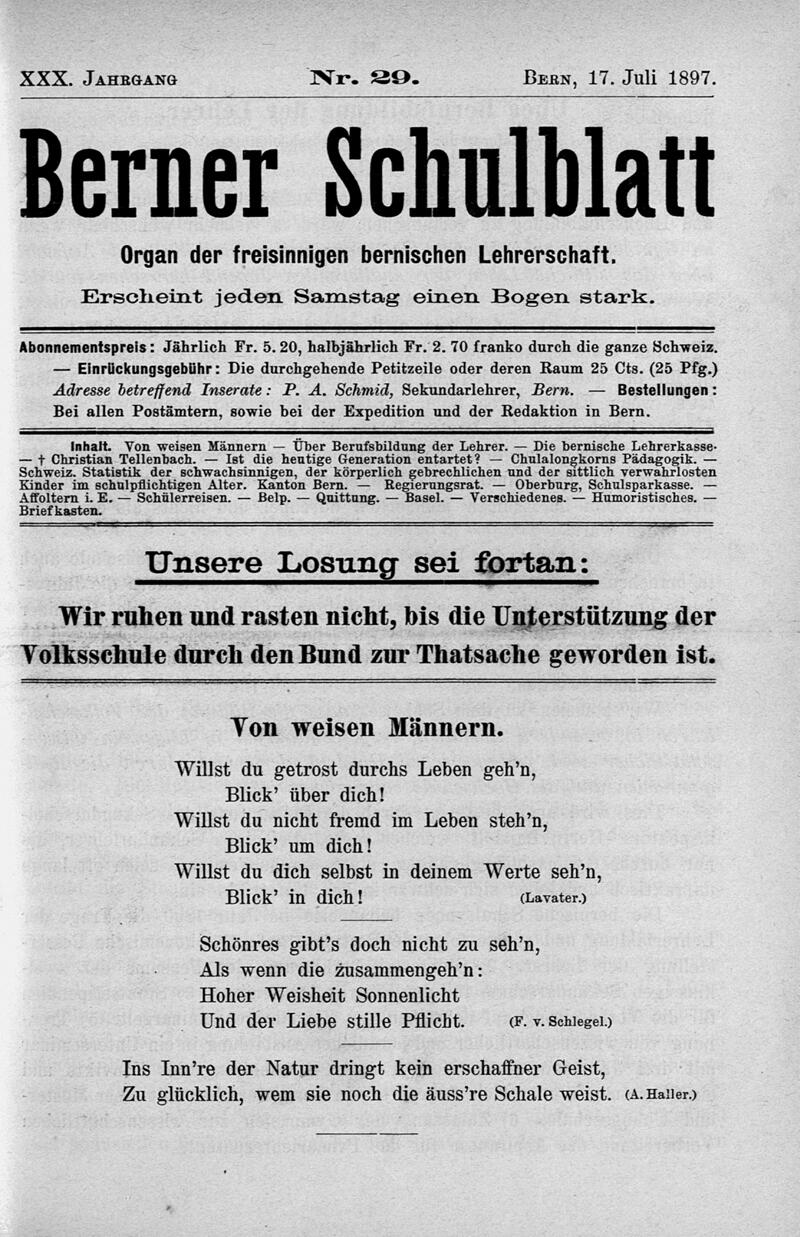 XXX. JAHRGANG Nr. 29. BERN, 17. Juli 1897.
Berner Schulblatt
Organ der freisinnigen bernischen Lehrerschaft.
Erscheint jeden Samstag einen Bogen stark.
Abonnementspreis: Jährlich Fr. 5. 20, halbjährlich Fr. 2. 70 franko durch die ganze Schweiz.
— Einrückungsgebühr: Die durchgehende Petitzeile oder deren Raum 25 Cts. (25 Pfg.)
Adresse betreffend Inserate: P. A. Schmid, Sekundarlehrer, Bern. — Bestellungen:
Bei allen Postämtern, sowie bei der Expedition und der Redaktion in Bern.
Inhalt. Von weisen Männern — Über Berufsbildung der Lehrer. — Die bernische Lehrerkasse·
— † Christian Tellenbach. — Ist die heutige Generation entartet? — Chulalongkorns Pädagogik. —
Schweiz. Statistik der schwachsinnigen, der körperlich gebrechlichen und der sittlich verwahrlosten
Kinder im schulpflichtigen Alter. Kanton Bern. — Regierungsrat. — Oberburg, Schulsparkasse. —
Affoltern i. E. — Schülerreisen. — Belp. — Quittung. — Basel. — Verschiedenes. — Humoristisches. —
Briefkasten.
Unsere Losung sei fortan:
Wir ruhen und rasten nicht, bis die Unterstützung der
Volksschule durch den Bund zur Thatsache geworden ist.
Von weisen Männern.
Willst du getrost durchs Leben geh'n,
Blick' über dich!
Willst du nicht fremd im Leben steh'n,
Blick' um dich!
Willst du dich selbst in deinem Werte seh'n,
Blick' in dich! (Lavater.)
Schönres gibt's doch nicht zu seh'n,
Als wenn die zusammengeh'n:
Hoher Weisheit Sonnenlicht
Und der Liebe stille Pflicht. (F. v. Schlegel.)
Ins Inn're der Natur dringt kein erschaffner Geist,
Zu glücklich, wem sie noch die äuss're Schale weist. (A. Haller.)